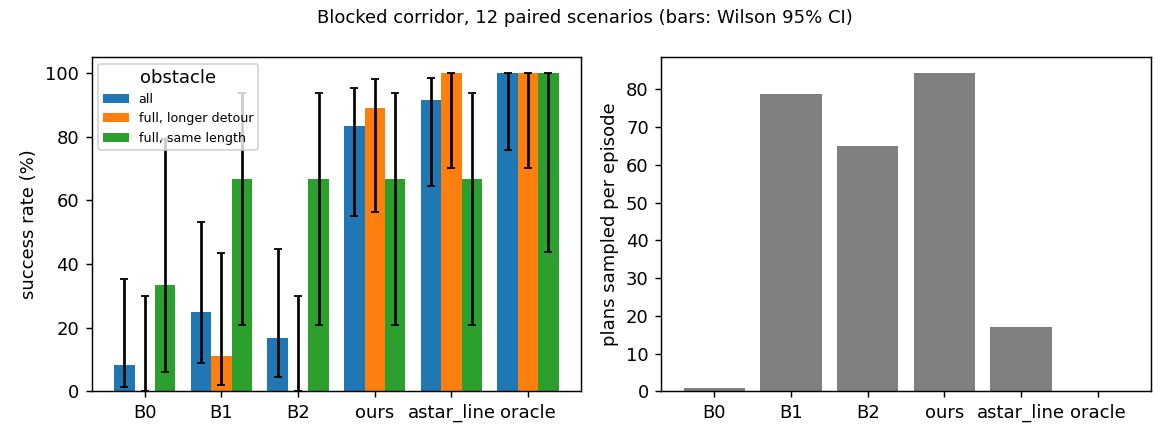 Blocked corridor, 12 paired scenarios (bars: Wilson 95% CI)
success rate (%)
100
80
60
40
20
0
obstacle
all
full, longer detour
full, same length
B0 B1 B2 ours astar_line oracle
plans sampled per episode
80
70
60
50
40
30
20
10
0
B0 B1 B2 ours astar_line oracle